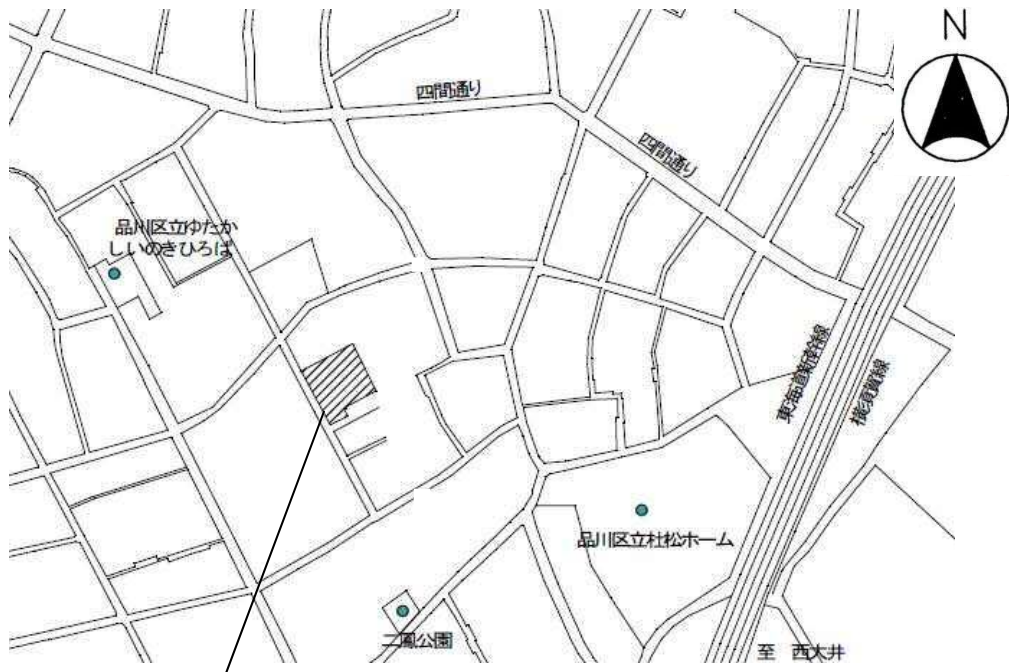 N
四間通り
四間通り
品川区立ゆたか
しいのきひろば
東海道新幹線
横須賀線
品川区立杜松ホーム
二鳳公園
至 西大井